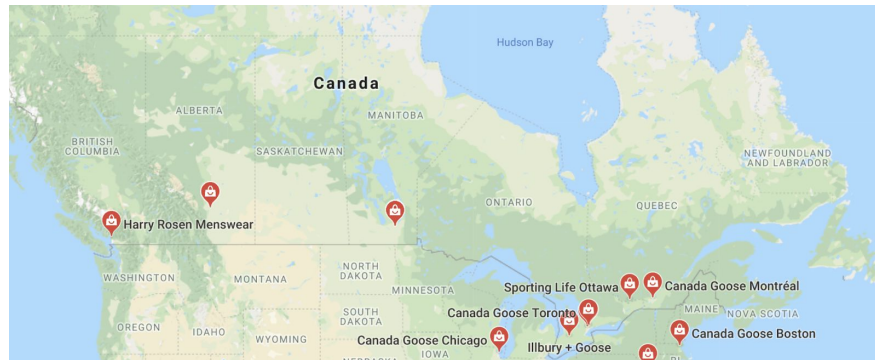 Hudson Bay
Canada
ALBERTA
MANITOBA
BRITISH
COLUMBIA
SASKATCHEWAN
NEWFOUNDLAND
AND LABRADOR
ONTARIO
QUEBEC
Harry Rosen Menswear
WASHINGTON
MONTANA
NORTH
DAKOTA
MINNESOTA
Sporting Life Ottawa
Canada Goose Montréal
MAINE
NOVA SCOTIA
OREGON
IDAHO
WYOMING
SOUTH
DAKOTA
Canada Goose Toronto
Canada Goose Chicago
Illbury + Goose
Canada Goose Boston
IOWA